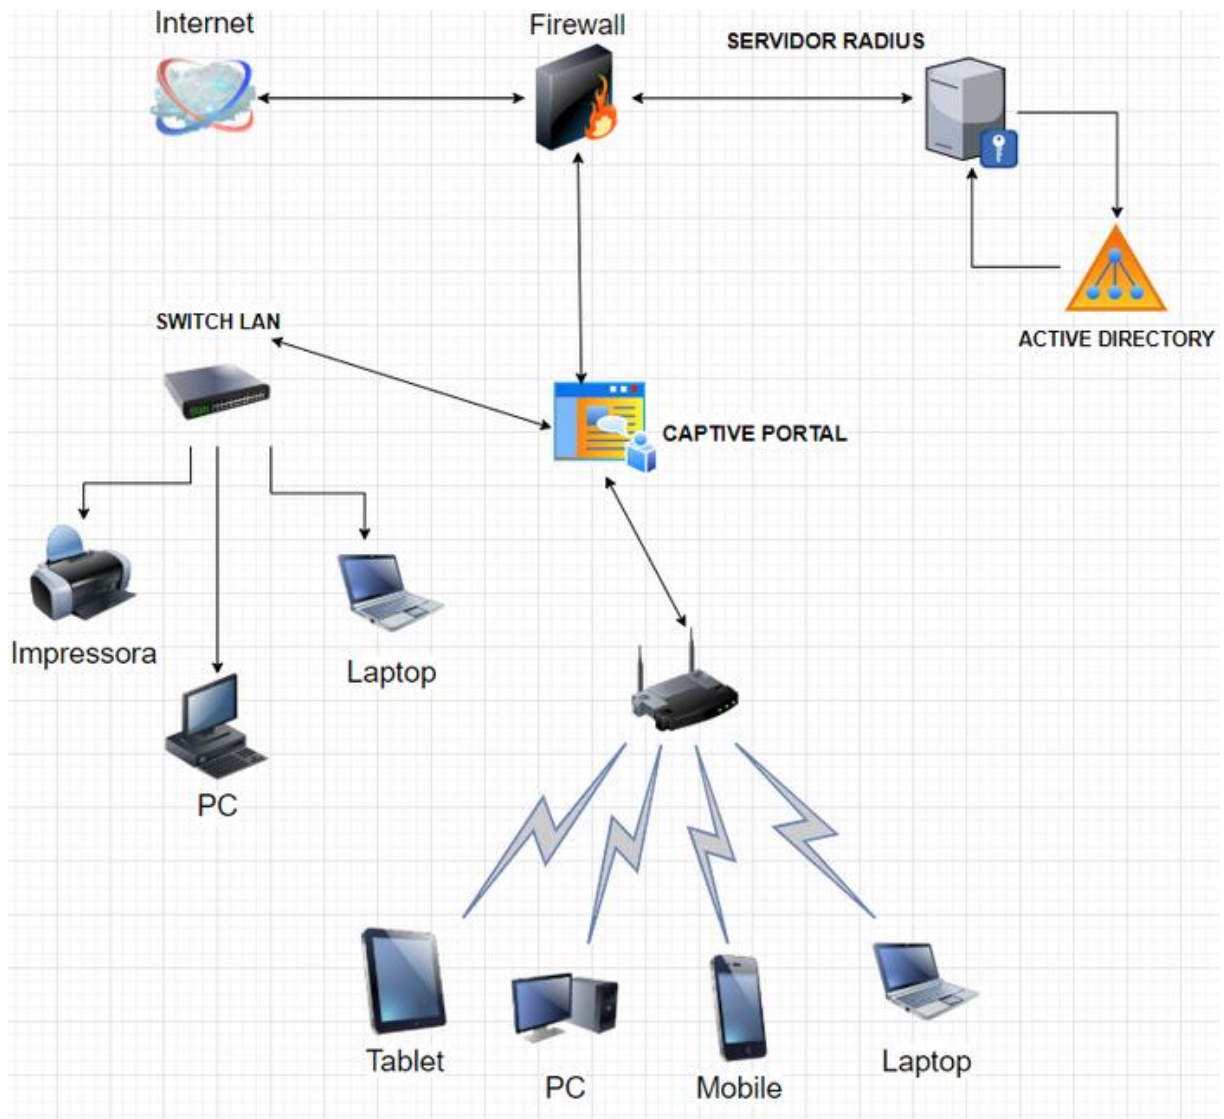 Internet
Firewall
SERVIDOR RADIUS
ACTIVE DIRECTORY
SWITCH LAN
CAPTIVE PORTAL
Impressora
Laptop
PC
Tablet
PC
Mobile
Laptop